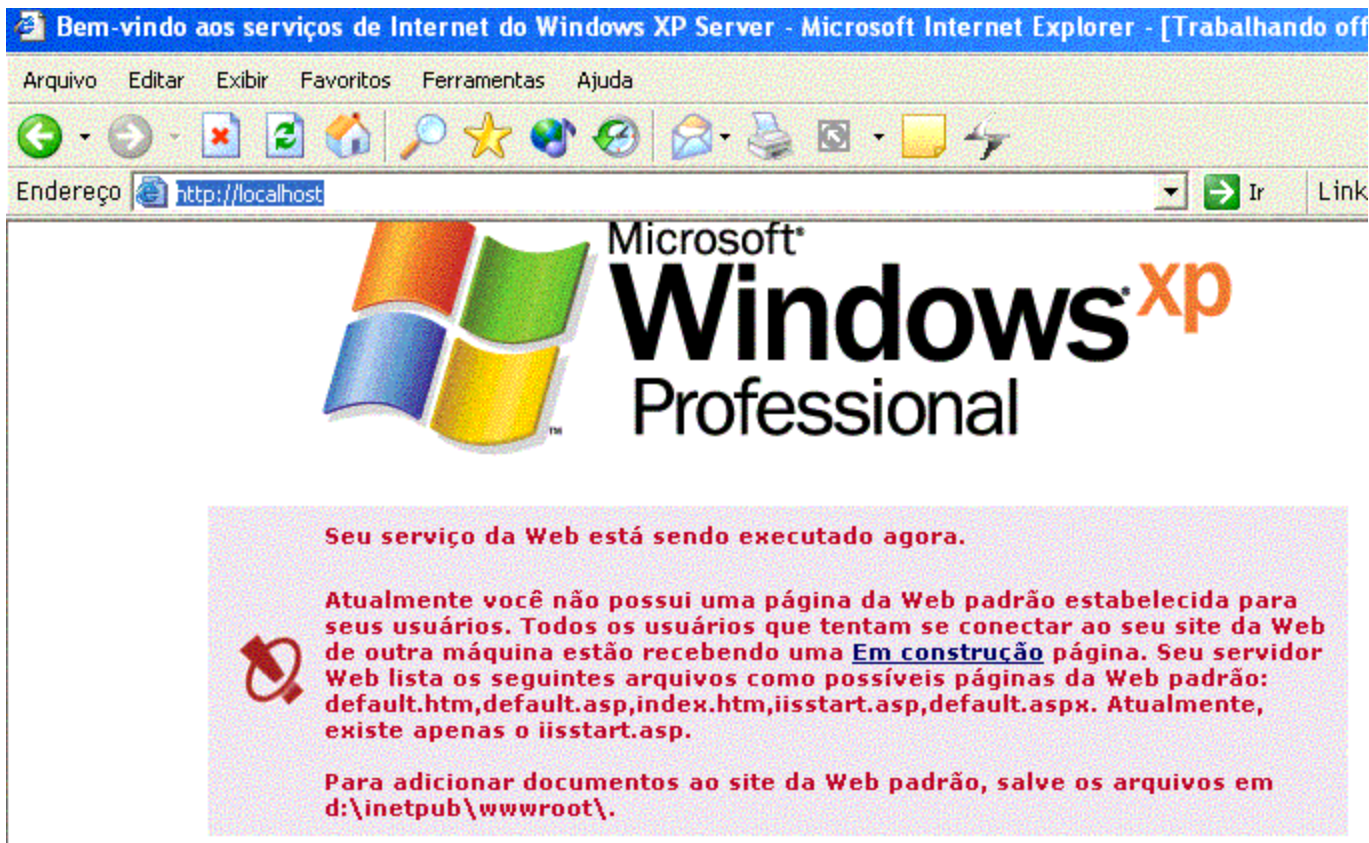 Bem-vindo aos serviços de Internet do Windows XP Server - Microsoft Internet Explorer - [Trabalhando off
Arquivo Editar Exibir Favoritos Ferramentas Ajuda
Endereço http://localhost Ir Link
Microsoft®
Windows®xp
Professional
™
Seu serviço da Web está sendo executado agora.
Atualmente você não possui uma página da Web padrão estabelecida para
seus usuários. Todos os usuários que tentam se conectar ao seu site da Web
de outra máquina estão recebendo uma Em construção página. Seu servidor
Web lista os seguintes arquivos como possíveis páginas da Web padrão:
default.htm,default.asp,index.htm,iisstart.asp,default.aspx. Atualmente,
existe apenas o iisstart.asp.
Para adicionar documentos ao site da Web padrão, salve os arquivos em
d:\inetpub\wwwroot\.